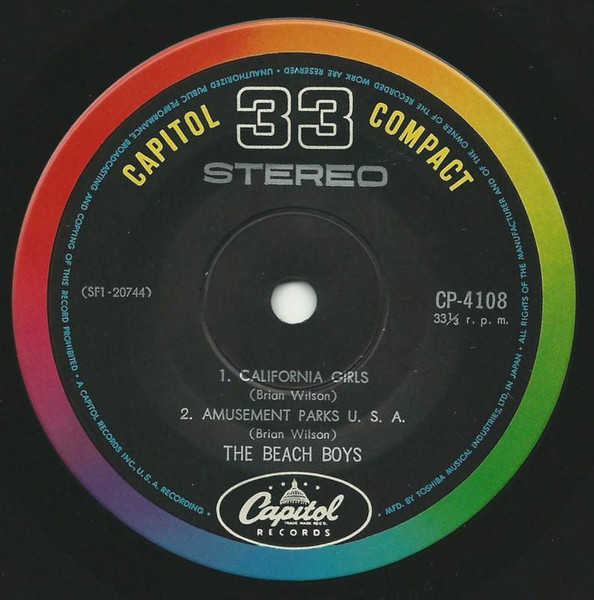 CAPITOL 33 COMPACT
STEREO
(SF1-20744)
CP-4108
33⅓ r. p. m.
1. CALIFORNIA GIRLS
(Brian Wilson)
2. AMUSEMENT PARKS U. S. A.
(Brian Wilson)
THE BEACH BOYS
Capitol
TRADE MARK REG.
RECORDS
MFD. BY TOSHIBA MUSICAL INDUSTRIES, LTD. IN JAPAN • ALL RIGHTS OF THE MANUFACTURER AND OF THE OWNER OF THE RECORDED WORK ARE RESERVED • UNAUTHORIZED PUBLIC PERFORMANCE, BROADCASTING AND COPYING OF THIS RECORD PROHIBITED • A CAPITOL RECORDS INC., U. S. A. RECORDING •